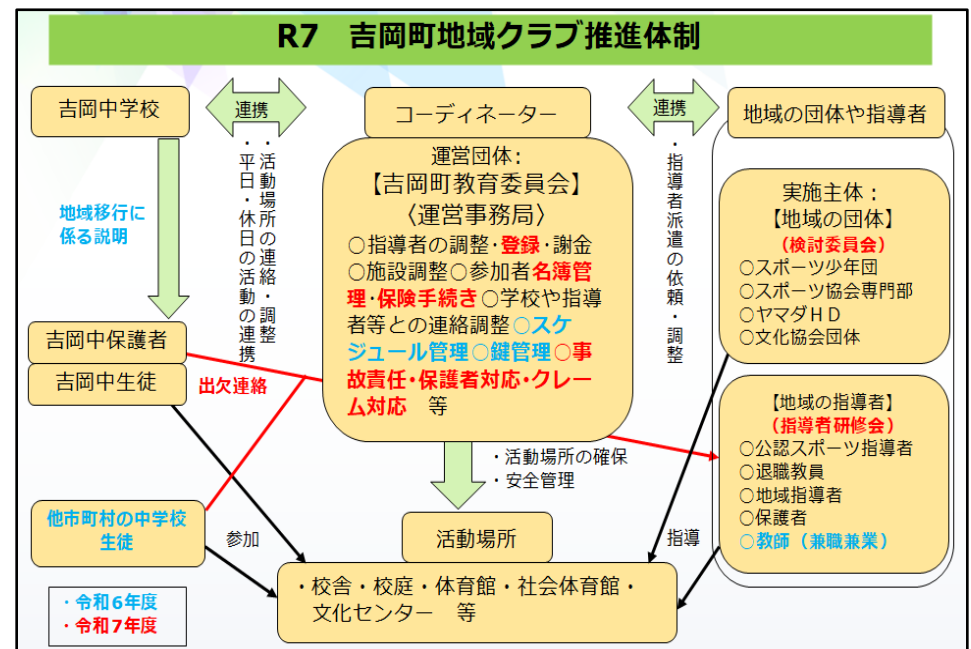 R7　吉岡町地域クラブ推進体制
吉岡中学校
連携
コーディネーター
連携
地域の団体や指導者
・活動場所の連絡・調整
・平日・休日の活動の連携
・指導者派遣の依頼・調整
地域移行に
係る説明
運営団体：
【吉岡町教育委員会】
〈運営事務局〉
○指導者の調整・登録・謝金
○施設調整○参加者名簿管
理・保険手続き○学校や指導
者等との連絡調整○スケ
ジュール管理○鍵管理○事
故責任・保護者対応・クレー
ム対応　等
実施主体：
【地域の団体】
（検討委員会）
○スポーツ少年団
○スポーツ協会専門部
○ヤマダＨＤ
○文化協会団体
吉岡中保護者
吉岡中生徒
出欠連絡
【地域の指導者】
（指導者研修会）
○公認スポーツ指導者
○退職教員
○地域指導者
○保護者
○教師（兼職兼業）
・活動場所の確保
・安全管理
他市町村の中学校
生徒
参加
活動場所
指導
・校舎・校庭・体育館・社会体育館・
文化センター　等
・令和6年度
・令和7年度